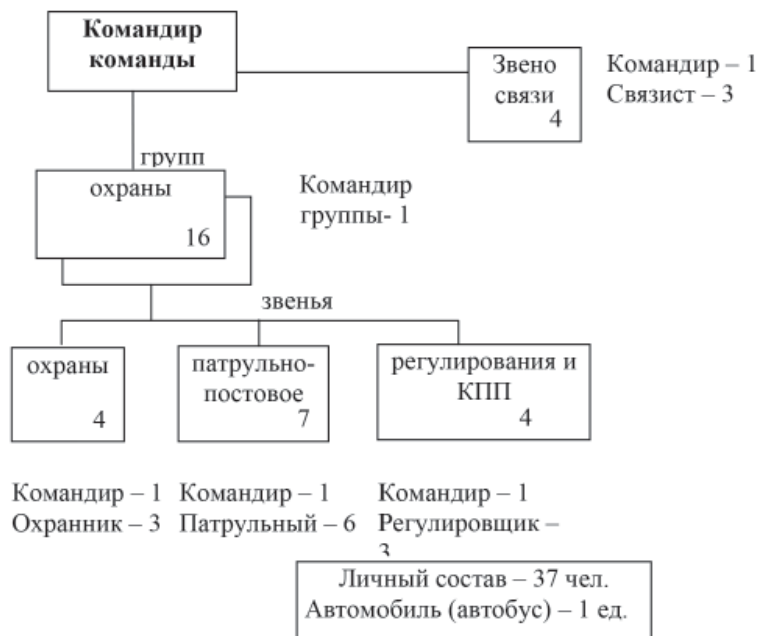 Командир
команды
Звено
связи
4
Командир – 1
Связист – 3
групп
охраны
16
Командир
группы- 1
звенья
охраны
4
патрульно-
постовое
7
регулирования и
КПП
4
Командир – 1
Охранник – 3
Командир – 1
Патрульный – 6
Командир – 1
Регулировщик –
3
Личный состав – 37 чел.
Автомобиль (автобус) – 1 ед.